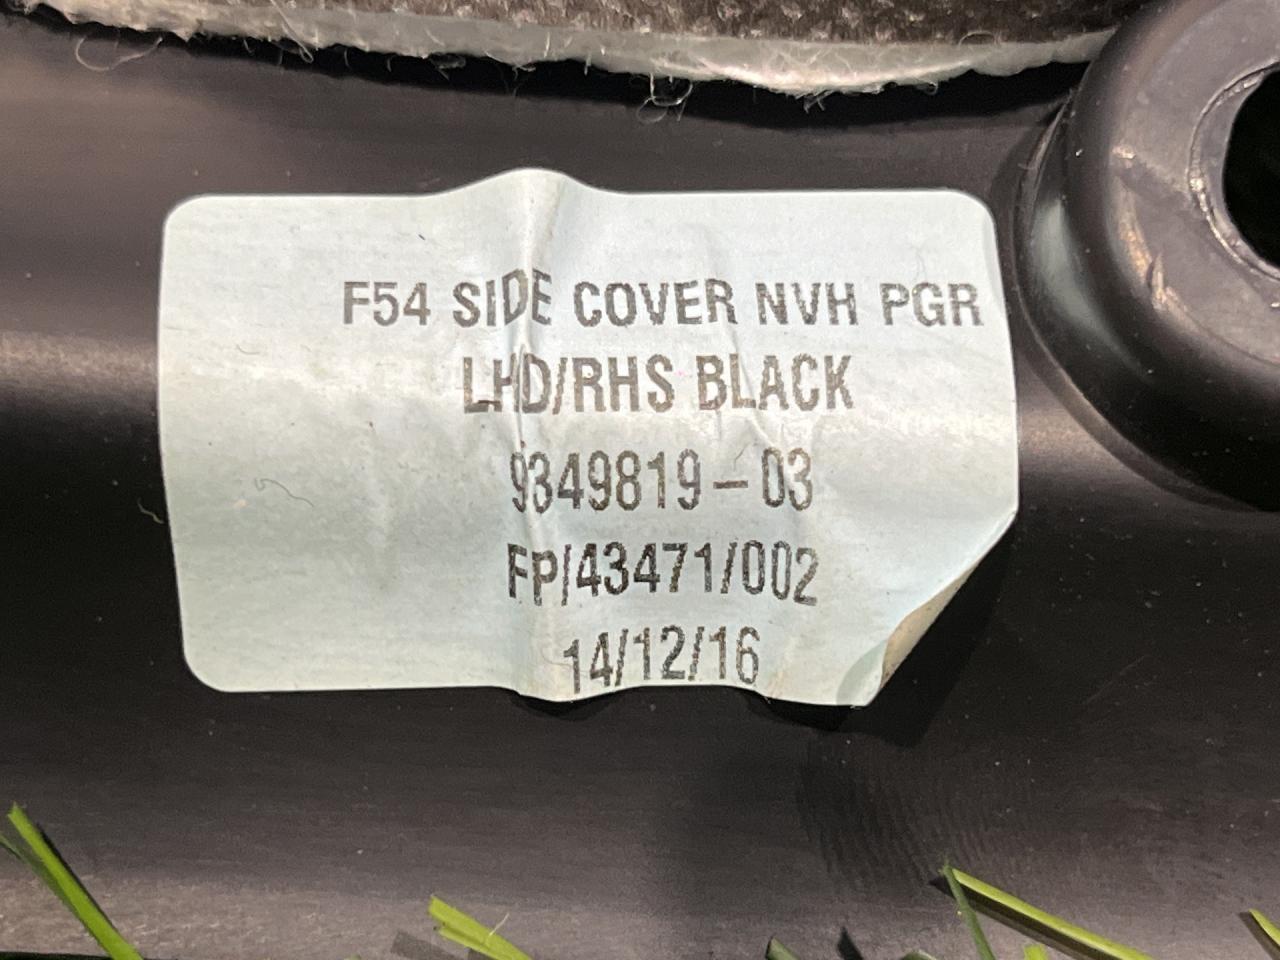 F54 SIDE COVER NVH PGR
LHD/RHS BLACK
9349819-03
FP/43471/002
14/12/16